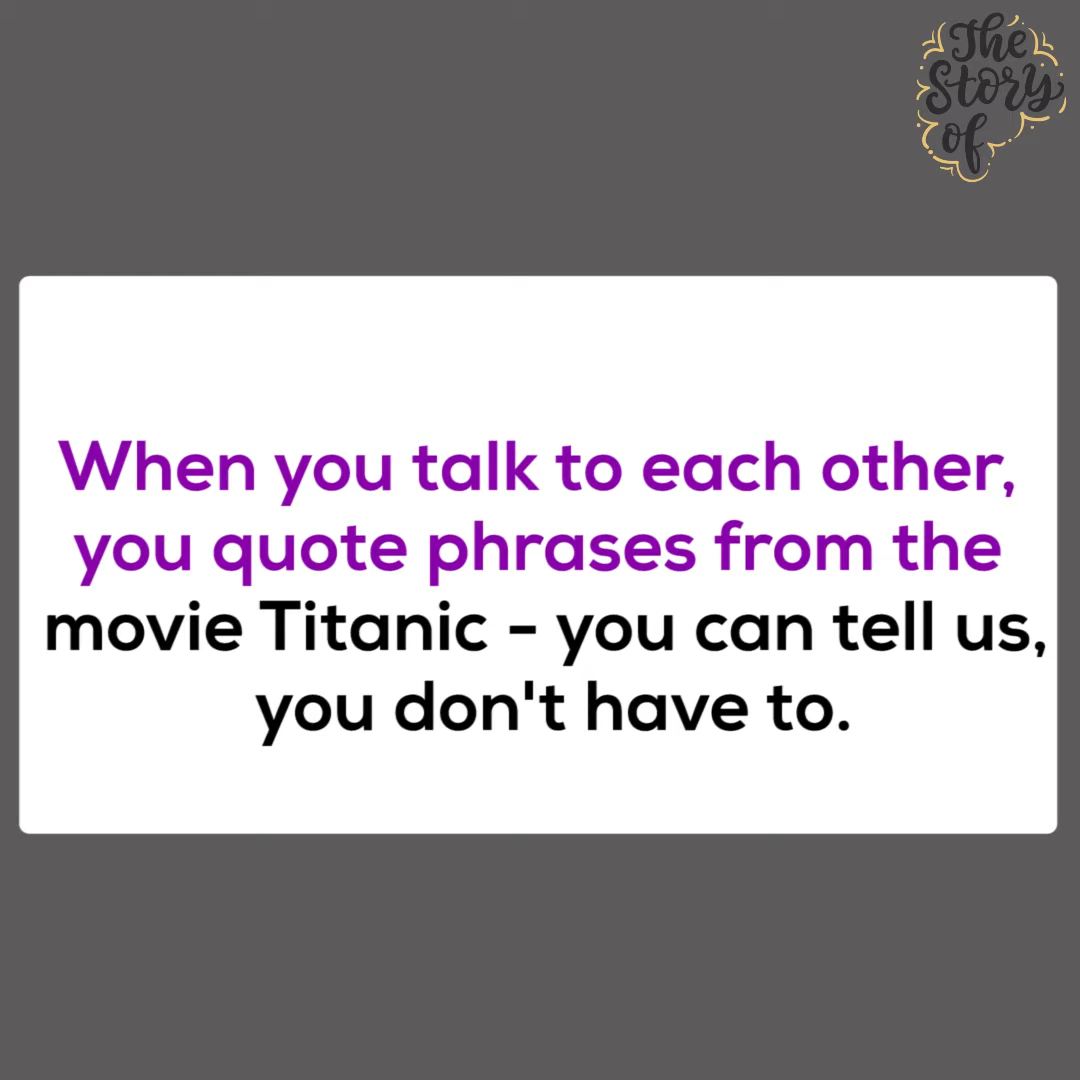 The
Story
of
When you talk to each other,
you quote phrases from the
movie Titanic - you can tell us,
you don't have to.